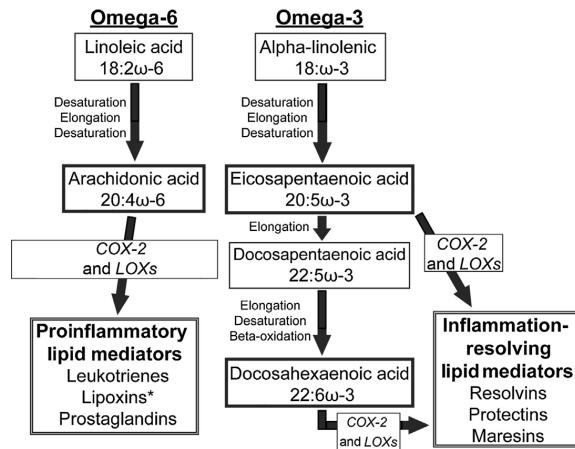 Omega-6
Linoleic acid
18:2ω-6
Desaturation
Elongation
Desaturation
Arachidonic acid
20:4ω-6
COX-2
and LOXs
Proinflammatory
lipid mediators
Leukotrienes
Lipoxins*
Prostaglandins
Omega-3
Alpha-linolenic
18:ω-3
Desaturation
Elongation
Desaturation
Eicosapentaenoic acid
20:5ω-3
Elongation
Docosapentaenoic acid
22:5ω-3
Elongation
Desaturation
Beta-oxidation
Docosahexaenoic acid
22:6ω-3
COX-2
and LOXs
COX-2
and LOXs
Inflammation-
resolving
lipid mediators
Resolvins
Protectins
Maresins